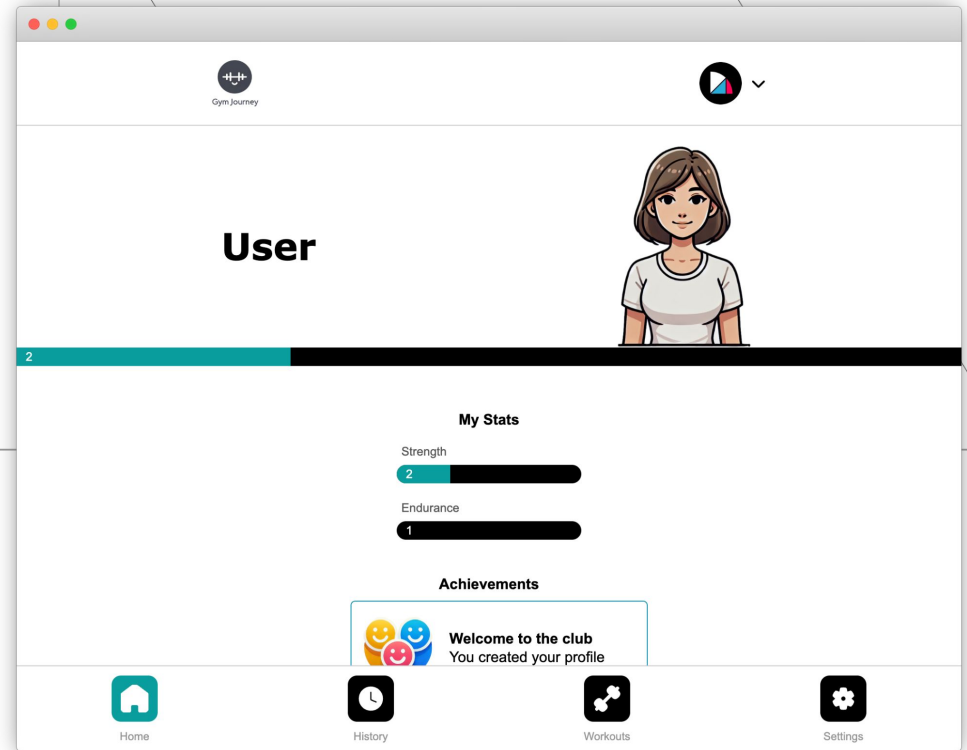 Gym Journey
User
2
My Stats
Strength
2
Endurance
1
Achievements
Welcome to the club
You created your profile
Home
History
Workouts
Settings